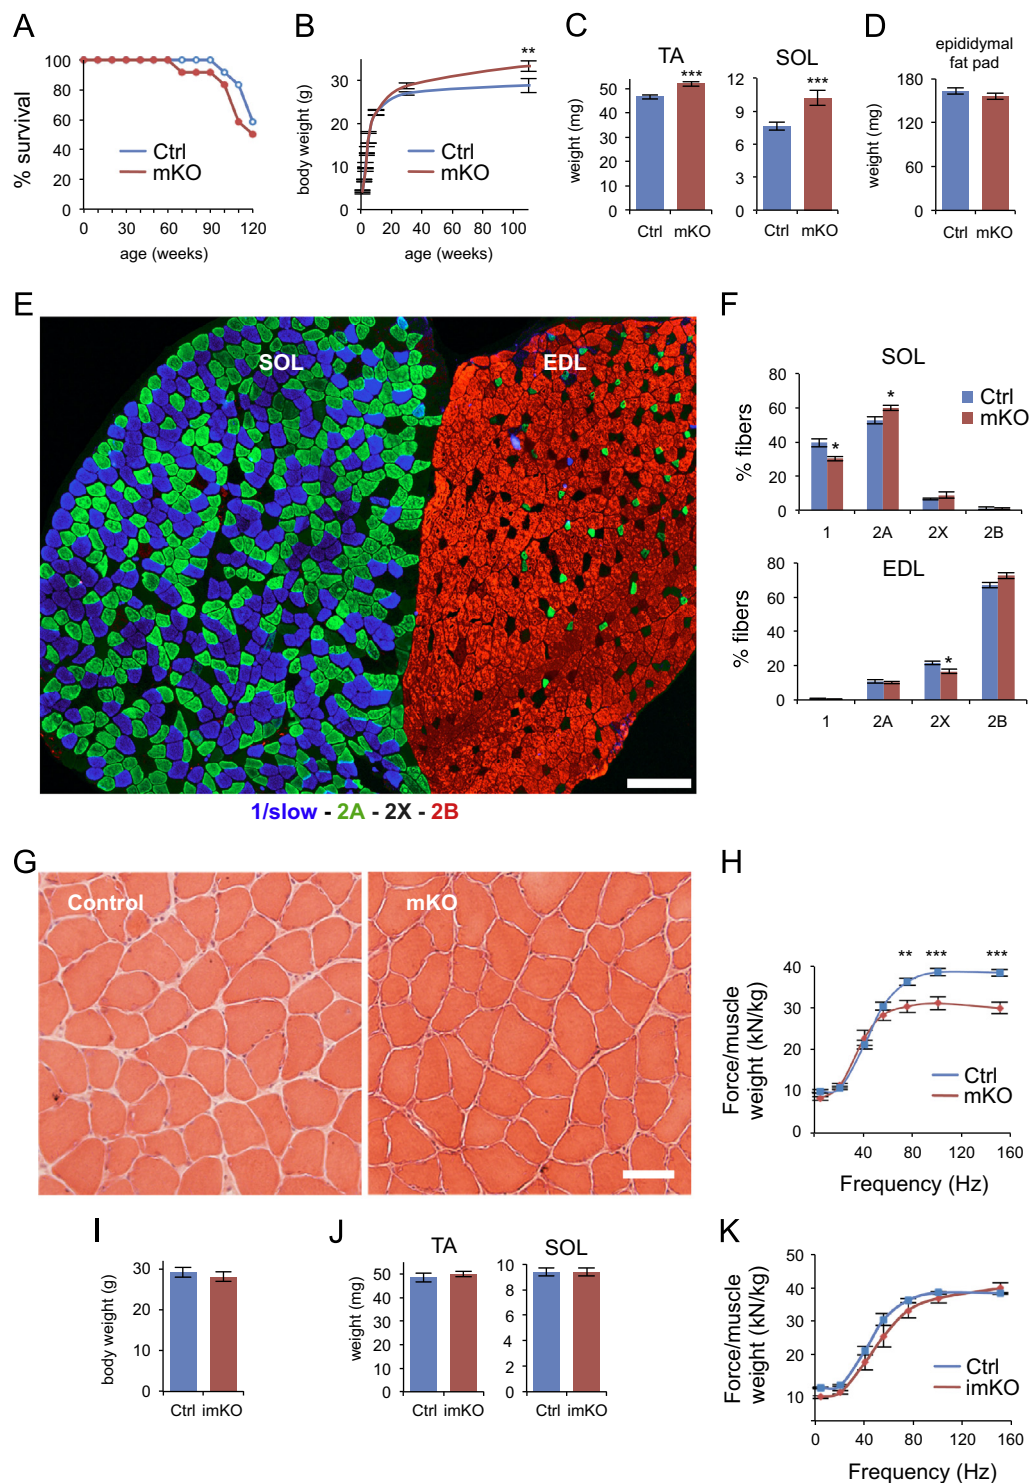 A
% survival
100
80
60
40
20
0
Ctrl
mKO
0 30 60 90 120
age (weeks)
B
body weight (g)
30
20
10
0
**
Ctrl
mKO
0 20 40 60 80 100
age (weeks)
C
TA
weight (mg)
50
40
30
20
10
0
***
Ctrl mKO
SOL
12
9
6
3
0
***
Ctrl mKO
D
epididymal
fat pad
weight (mg)
180
120
60
0
Ctrl mKO
E
SOL
EDL
1/slow - 2A - 2X - 2B
F
SOL
% fibers
80
60
40
20
0
*
*
Ctrl
mKO
1 2A 2X 2B
EDL
% fibers
80
60
40
20
0
*
1 2A 2X 2B
G
Control
mKO
H
Force/muscle
weight (kN/kg)
40
30
20
10
0
** *** ***
Ctrl
mKO
0 40 80 120 160
Frequency (Hz)
I
body weight (g)
30
20
10
0
Ctrl imKO
J
TA
weight (mg)
50
40
30
20
10
0
Ctrl imKO
SOL
10
8
6
4
2
0
Ctrl imKO
K
Force/muscle
weight (kN/kg)
50
40
30
20
10
Ctrl
imKO
0 40 80 120 160
Frequency (Hz)